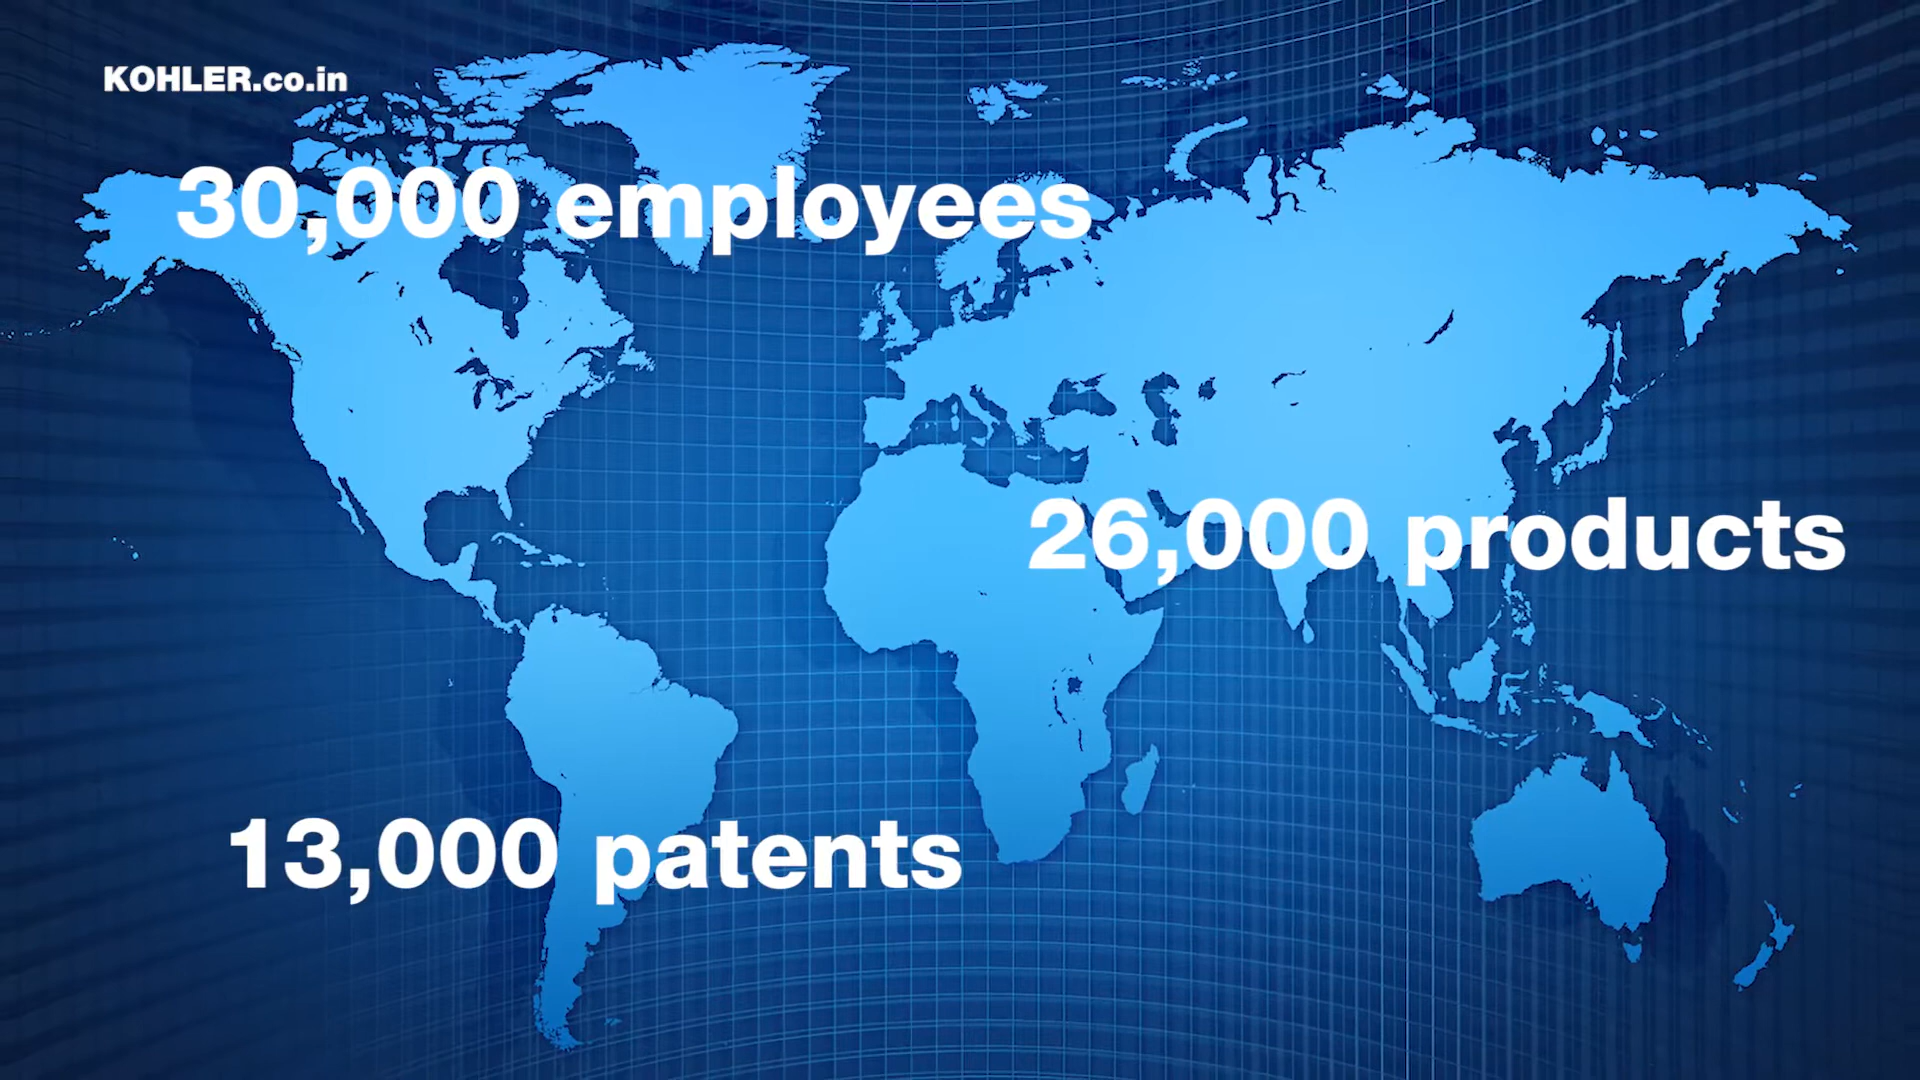 KOHLER.co.in
30,000 employees
26,000 products
13,000 patents